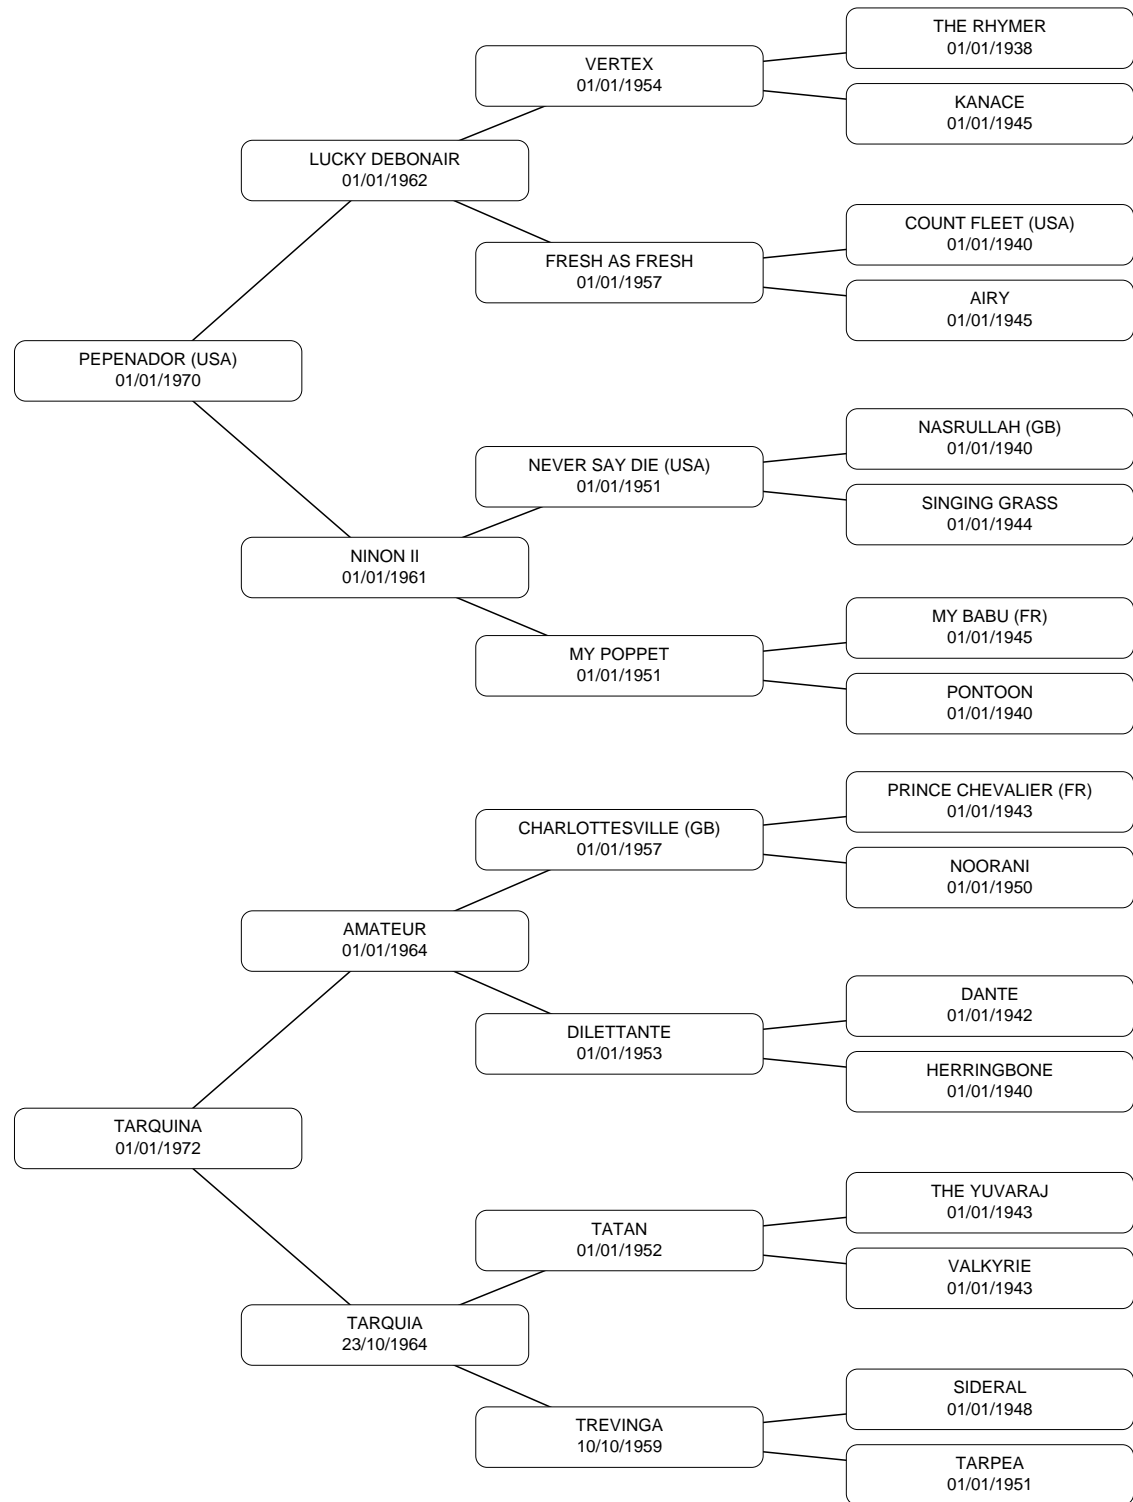 THE RHYMER
01/01/1938
VERTEX
01/01/1954
KANACE
01/01/1945
LUCKY DEBONAIR
01/01/1962
COUNT FLEET (USA)
01/01/1940
FRESH AS FRESH
01/01/1957
AIRY
01/01/1945
PEPENADOR (USA)
01/01/1970
NASRULLAH (GB)
01/01/1940
NEVER SAY DIE (USA)
01/01/1951
SINGING GRASS
01/01/1944
NINON II
01/01/1961
MY BABU (FR)
01/01/1945
MY POPPET
01/01/1951
PONTOON
01/01/1940
PRINCE CHEVALIER (FR)
01/01/1943
CHARLOTTESVILLE (GB)
01/01/1957
NOORANI
01/01/1950
AMATEUR
01/01/1964
DANTE
01/01/1942
DILETTANTE
01/01/1953
HERRINGBONE
01/01/1940
TARQUINA
01/01/1972
THE YUVARAJ
01/01/1943
TATAN
01/01/1952
VALKYRIE
01/01/1943
TARQUIA
23/10/1964
SIDERAL
01/01/1948
TREVINGA
10/10/1959
TARPEA
01/01/1951